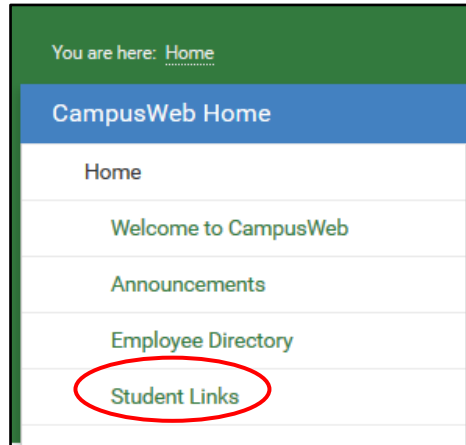 You are here: Home
CampusWeb Home
Home
Welcome to CampusWeb
Announcements
Employee Directory
Student Links